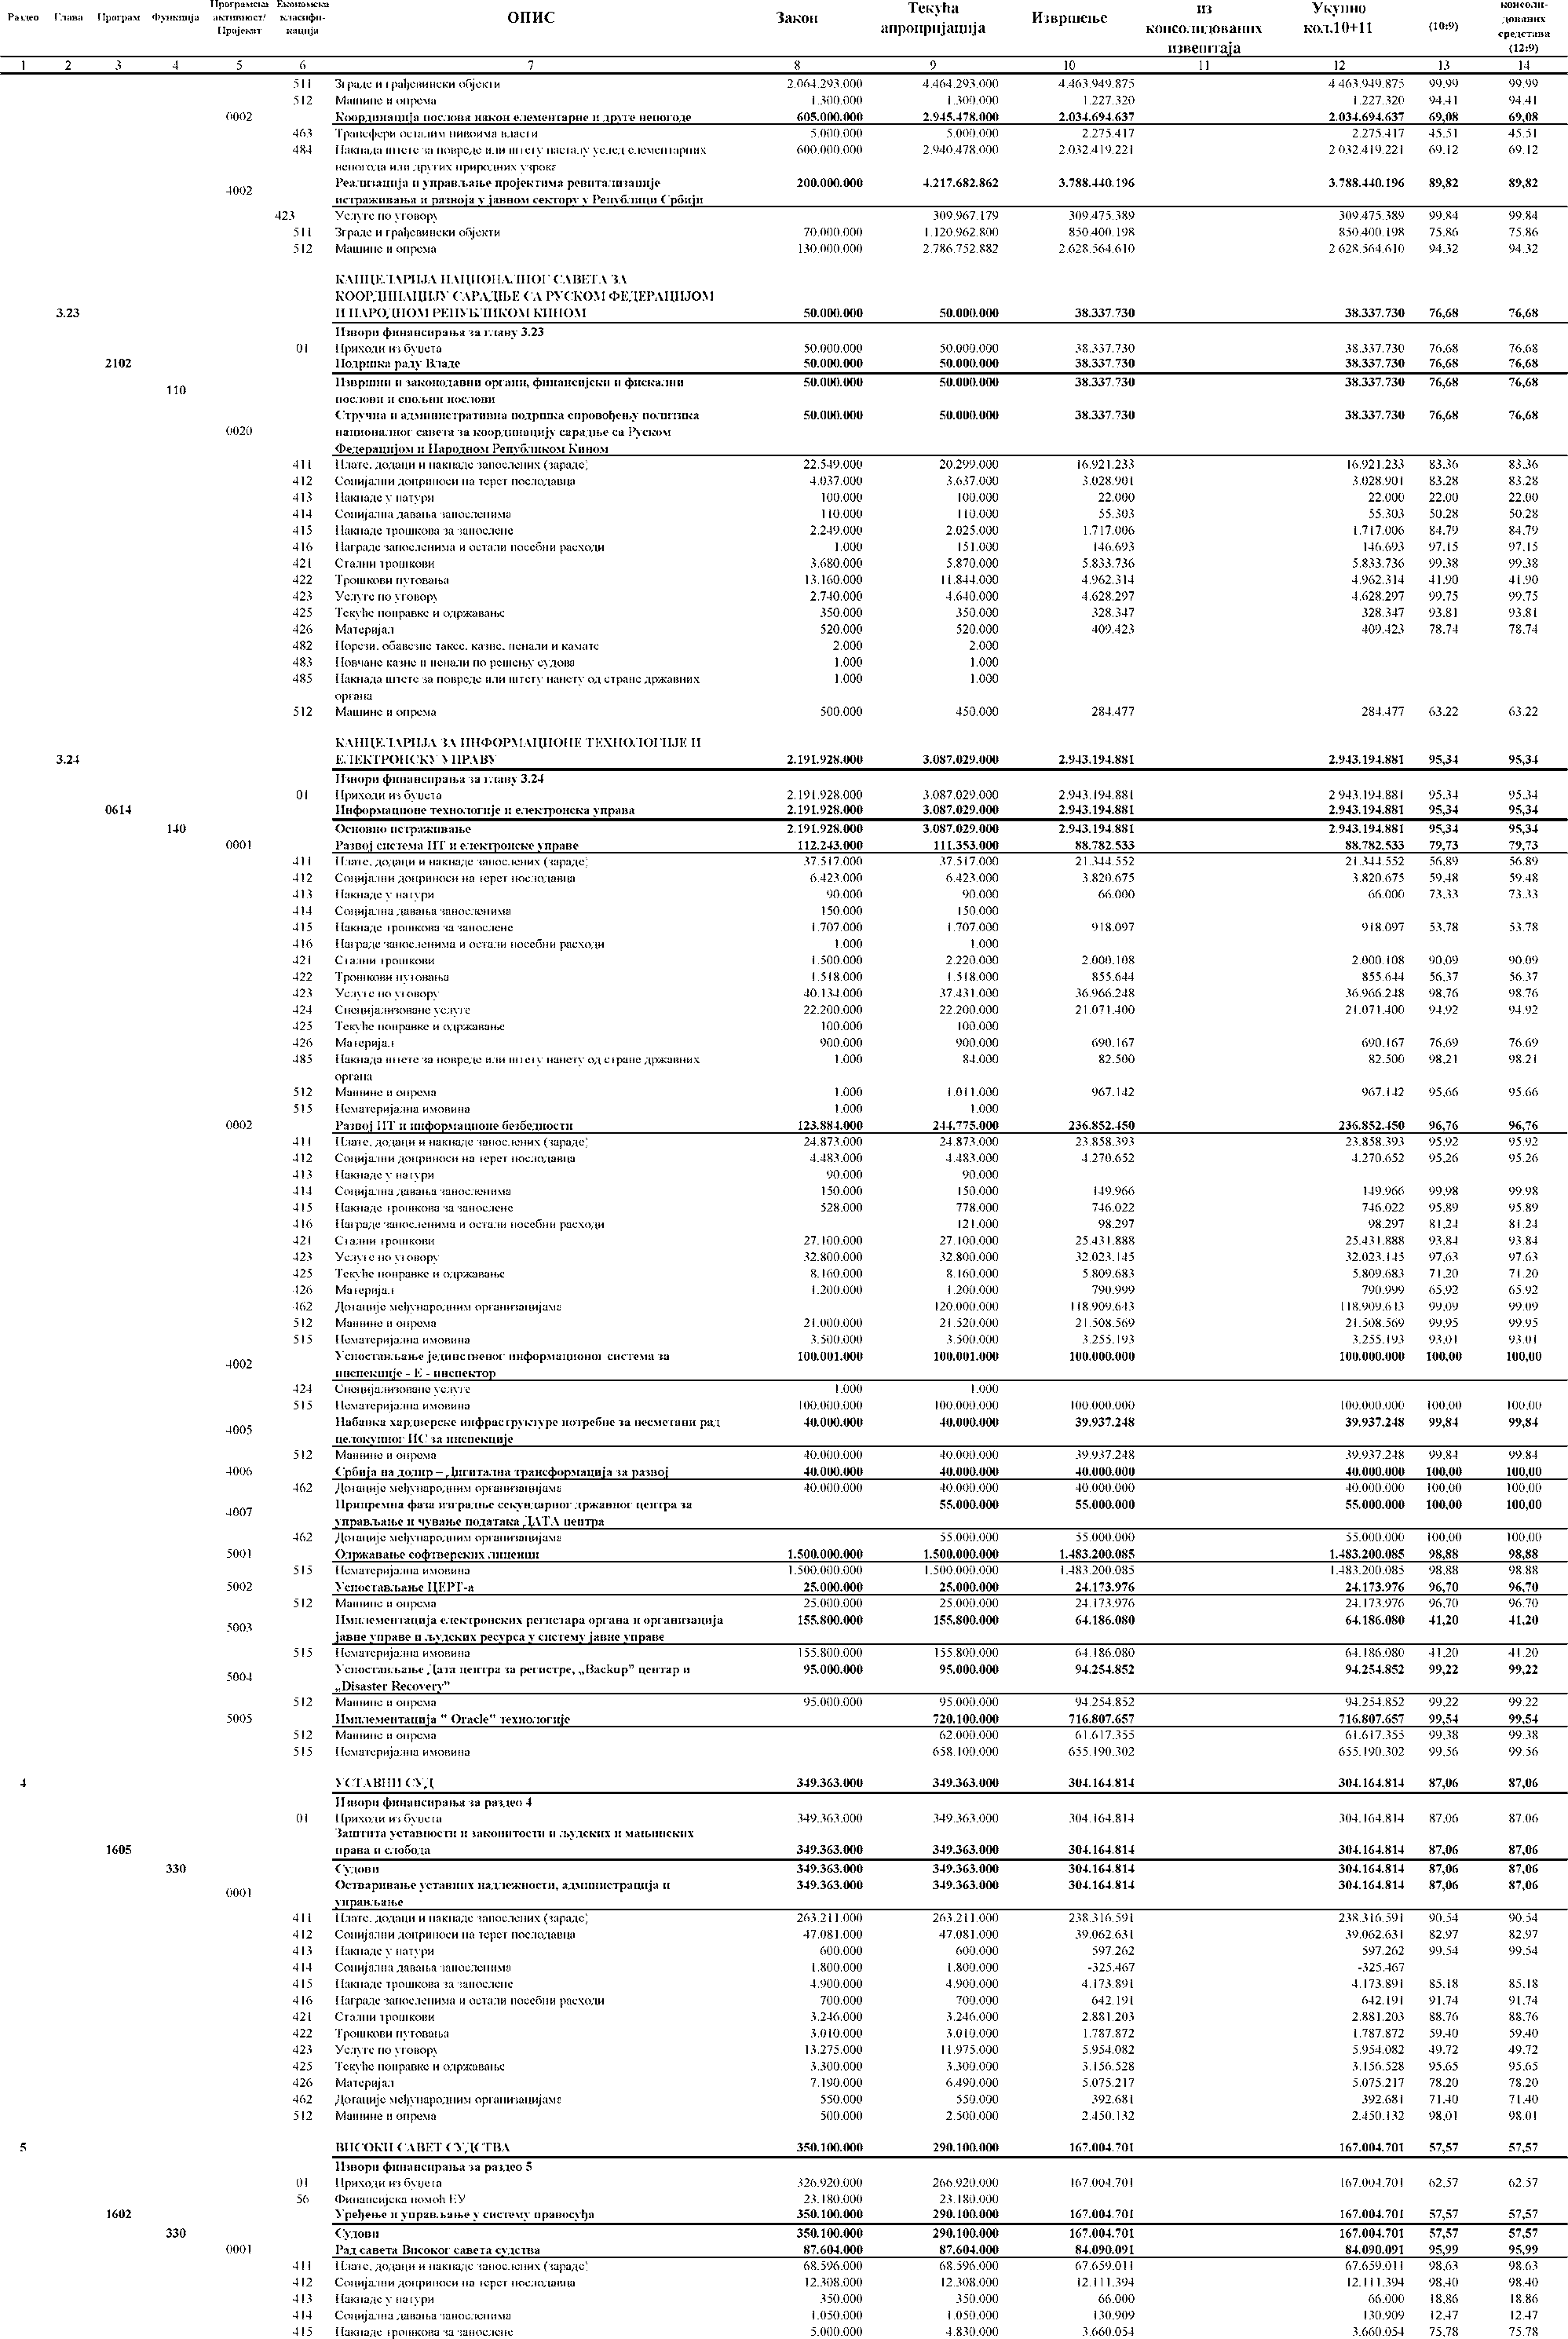 Раздео Глава Програм Функција Програмска активност/ Пројекат Економска класифи-кација ОПИС Закон Текућа апропријација Извршење из консолидованих извештаја Укупно кол.10+11 (10:9) консоли-дованих средстава (12:9)
1 2 3 4 5 6 7 8 9 10 11 12 13 14
511 Зграде и грађевински објекти 2.064.293.000 4.464.293.000 4.463.949.875 4.463.949.875 99,99 99,99
512 Машине и опрема 1.300.000 1.300.000 1.227.320 1.227.320 94,41 94,41
0002 Координација послова након елементарне и друге непогоде 605.000.000 2.945.478.000 2.034.694.637 2.034.694.637 69,08 69,08
463 Трансфери осталим нивоима власти 5.000.000 5.000.000 2.275.417 2.275.417 45,51 45,51
484 Накнада штете за повреде или штету насталу услед елементарних 600.000.000 2.940.478.000 2.032.419.221 2.032.419.221 69,12 69,12
непогода или других природних узрока
4002 Реализација и управљање пројектима ревитализације 200.000.000 4.217.682.862 3.788.440.196 3.788.440.196 89,82 89,82
истраживања и развоја у јавном сектору у Републици Србији
423 Услуге по уговору 309.967.179 309.475.389 309.475.389 99,84 99,84
511 Зграде и грађевински објекти 70.000.000 1.120.962.800 850.400.198 850.400.198 75,86 75,86
512 Машине и опрема 130.000.000 2.786.752.882 2.628.564.610 2.628.564.610 94,32 94,32
КАНЦЕЛАРИЈА НАЦИОНАЛНОГ САВЕТА ЗА
КООРДИНАЦИЈУ САРАДЊЕ СА РУСКОМ ФЕДЕРАЦИЈОМ
3.23 И НАРОДНОМ РЕПУБЛИКОМ КИНОМ 50.000.000 50.000.000 38.337.730 38.337.730 76,68 76,68
Извори финансирања за главу 3.23
01 Приходи из буџета 50.000.000 50.000.000 38.337.730 38.337.730 76,68 76,68
2102 Подршка раду Владе 50.000.000 50.000.000 38.337.730 38.337.730 76,68 76,68
110 Извршни и законодавни органи, финансијски и фискални 50.000.000 50.000.000 38.337.730 38.337.730 76,68 76,68
послови и спољни послови
0020 Стручна и административна подршка спровођењу политика 50.000.000 50.000.000 38.337.730 38.337.730 76,68 76,68
националног савета за координацију сарадње са Руском
Федерацијом и Народном Републиком Кином
411 Плате, додаци и накнаде запослених (зараде) 22.549.000 20.299.000 16.921.233 16.921.233 83,36 83,36
412 Социјални доприноси на терет послодавца 4.037.000 3.637.000 3.028.901 3.028.901 83,28 83,28
413 Накнаде у натури 100.000 100.000 22.000 22.000 22,00 22,00
414 Социјална давања запосленима 110.000 110.000 55.303 55.303 50,28 50,28
415 Накнаде трошкова за запослене 2.249.000 2.025.000 1.717.006 1.717.006 84,79 84,79
416 Награде запосленима и остали посебни расходи 1.000 151.000 146.693 146.693 97,15 97,15
421 Стални трошкови 3.680.000 5.870.000 5.833.736 5.833.736 99,38 99,38
422 Трошкови путовања 13.160.000 11.844.000 4.962.314 4.962.314 41,90 41,90
423 Услуге по уговору 2.740.000 4.640.000 4.628.297 4.628.297 99,75 99,75
425 Текуће поправке и одржавање 350.000 350.000 328.347 328.347 93,81 93,81
426 Материјал 520.000 520.000 409.423 409.423 78,74 78,74
482 Порези, обавезне таксе, казне, пенали и камате 2.000 2.000
483 Новчане казне и пенали по решењу судова 1.000 1.000
485 Накнада штете за повреде или штету нанету од стране државних 1.000 1.000
органа
512 Машине и опрема 500.000 450.000 284.477 284.477 63,22 63,22
КАНЦЕЛАРИЈА ЗА ИНФОРМАЦИОНЕ ТЕХНОЛОГИЈЕ И
3.24 ЕЛЕКТРОНСКУ УПРАВУ 2.191.928.000 3.087.029.000 2.943.194.881 2.943.194.881 95,34 95,34
Извори финансирања за главу 3.24
01 Приходи из буџета 2.191.928.000 3.087.029.000 2.943.194.881 2.943.194.881 95,34 95,34
0614 Информационе технологије и електронска управа 2.191.928.000 3.087.029.000 2.943.194.881 2.943.194.881 95,34 95,34
140 Основно истраживање 2.191.928.000 3.087.029.000 2.943.194.881 2.943.194.881 95,34 95,34
0001 Развој система ИТ и електронске управе 112.243.000 111.353.000 88.782.533 88.782.533 79,73 79,73
411 Плате, додаци и накнаде запослених (зараде) 37.517.000 37.517.000 21.344.552 21.344.552 56,89 56,89
412 Социјални доприноси на терет послодавца 6.423.000 6.423.000 3.820.675 3.820.675 59,48 59,48
413 Накнаде у натури 90.000 90.000 66.000 66.000 73,33 73,33
414 Социјална давања запосленима 150.000 150.000
415 Накнаде трошкова за запослене 1.707.000 1.707.000 918.097 918.097 53,78 53,78
416 Награде запосленима и остали посебни расходи 1.000 1.000
421 Стални трошкови 1.500.000 2.220.000 2.000.108 2.000.108 90,09 90,09
422 Трошкови путовања 1.518.000 1.518.000 855.644 855.644 56,37 56,37
423 Услуге по уговору 40.134.000 37.431.000 36.966.248 36.966.248 98,76 98,76
424 Специјализоване услуге 22.200.000 22.200.000 21.071.400 21.071.400 94,92 94,92
425 Текуће поправке и одржавање 100.000 100.000
426 Материјал 900.000 900.000 690.167 690.167 76,69 76,69
485 Накнада штете за повреде или штету нанету од стране државних 1.000 84.000 82.500 82.500 98,21 98,21
органа
512 Машине и опрема 1.000 1.011.000 967.142 967.142 95,66 95,66
515 Нематеријална имовина 1.000 1.000
0002 Развој ИТ и информационе безбедности 123.884.000 244.775.000 236.852.450 236.852.450 96,76 96,76
411 Плате, додаци и накнаде запослених (зараде) 24.873.000 24.873.000 23.858.393 23.858.393 95,92 95,92
412 Социјални доприноси на терет послодавца 4.483.000 4.483.000 4.270.652 4.270.652 95,26 95,26
413 Накнаде у натури 90.000 90.000
414 Социјална давања запосленима 150.000 150.000 149.966 149.966 99,98 99,98
415 Накнаде трошкова за запослене 528.000 778.000 746.022 746.022 95,89 95,89
416 Награде запосленима и остали посебни расходи 121.000 98.297 98.297 81,24 81,24
421 Стални трошкови 27.100.000 27.100.000 25.431.888 25.431.888 93,84 93,84
423 Услуге по уговору 32.800.000 32.800.000 32.023.145 32.023.145 97,63 97,63
425 Текуће поправке и одржавање 8.160.000 8.160.000 5.809.683 5.809.683 71,20 71,20
426 Материјал 1.200.000 1.200.000 790.999 790.999 65,92 65,92
462 Дотације међународним организацијама 120.000.000 118.909.643 118.909.643 99,09 99,09
512 Машине и опрема 21.000.000 21.520.000 21.508.569 21.508.569 99,95 99,95
515 Нематеријална имовина 3.500.000 3.500.000 3.255.193 3.255.193 93,01 93,01
4002 Успостављање јединственог информационог система за 100.001.000 100.001.000 100.000.000 100.000.000 100,00 100,00
инспекције - Е - инспектор
424 Специјализоване услуге 1.000 1.000
515 Нематеријална имовина 100.000.000 100.000.000 100.000.000 100.000.000 100,00 100,00
4005 Набавка хардверске инфраструктуре потребне за несметани рад 40.000.000 40.000.000 39.937.248 39.937.248 99,84 99,84
целокупног ИС за инспекције
512 Машине и опрема 40.000.000 40.000.000 39.937.248 39.937.248 99,84 99,84
4006 Србија на додир – Дигитална трансформација за развој 40.000.000 40.000.000 40.000.000 40.000.000 100,00 100,00
462 Дотације међународним организацијама 40.000.000 40.000.000 40.000.000 40.000.000 100,00 100,00
4007 Припремна фаза изградње секундарног државног центра за 55.000.000 55.000.000 55.000.000 100,00 100,00
управљање и чување података ДАТА центра
462 Дотације међународним организацијама 55.000.000 55.000.000 55.000.000 100,00 100,00
5001 Одржавање софтверских лиценци 1.500.000.000 1.500.000.000 1.483.200.085 1.483.200.085 98,88 98,88
515 Нематеријална имовина 1.500.000.000 1.500.000.000 1.483.200.085 1.483.200.085 98,88 98,88
5002 Успостављање ЦЕРТ-а 25.000.000 25.000.000 24.173.976 24.173.976 96,70 96,70
512 Машине и опрема 25.000.000 25.000.000 24.173.976 24.173.976 96,70 96,70
5003 Имплементација електронских регистара органа и организација 155.800.000 155.800.000 64.186.080 64.186.080 41,20 41,20
јавне управе и људских ресурса у систему јавне управе
515 Нематеријална имовина 155.800.000 155.800.000 64.186.080 64.186.080 41,20 41,20
5004 Успостављање Дата центра за регистре, „Backup” центар и 95.000.000 95.000.000 94.254.852 94.254.852 99,22 99,22
„Disaster Recovery”
512 Машине и опрема 95.000.000 95.000.000 94.254.852 94.254.852 99,22 99,22
5005 Имплементација " Oracle" технологије 720.100.000 716.807.657 716.807.657 99,54 99,54
512 Машине и опрема 62.000.000 61.617.355 61.617.355 99,38 99,38
515 Нематеријална имовина 658.100.000 655.190.302 655.190.302 99,56 99,56
4 УСТАВНИ СУД 349.363.000 349.363.000 304.164.814 304.164.814 87,06 87,06
Извори финансирања за раздео 4
01 Приходи из буџета 349.363.000 349.363.000 304.164.814 304.164.814 87,06 87,06
Заштита уставности и законитости и људских и мањинских
1605 права и слобода 349.363.000 349.363.000 304.164.814 304.164.814 87,06 87,06
330 Судови 349.363.000 349.363.000 304.164.814 304.164.814 87,06 87,06
0001 Остваривање уставних надлежности, администрација и 349.363.000 349.363.000 304.164.814 304.164.814 87,06 87,06
управљање
411 Плате, додаци и накнаде запослених (зараде) 263.211.000 263.211.000 238.316.591 238.316.591 90,54 90,54
412 Социјални доприноси на терет послодавца 47.081.000 47.081.000 39.062.631 39.062.631 82,97 82,97
413 Накнаде у натури 600.000 600.000 597.262 597.262 99,54 99,54
414 Социјална давања запосленима 1.800.000 1.800.000 -325.467 -325.467
415 Накнаде трошкова за запослене 4.900.000 4.900.000 4.173.891 4.173.891 85,18 85,18
416 Награде запосленима и остали посебни расходи 700.000 700.000 642.191 642.191 91,74 91,74
421 Стални трошкови 3.246.000 3.246.000 2.881.203 2.881.203 88,76 88,76
422 Трошкови путовања 3.010.000 3.010.000 1.787.872 1.787.872 59,40 59,40
423 Услуге по уговору 13.275.000 11.975.000 5.954.082 5.954.082 49,72 49,72
425 Текуће поправке и одржавање 3.300.000 3.300.000 3.156.528 3.156.528 95,65 95,65
426 Материјал 7.190.000 6.490.000 5.075.217 5.075.217 78,20 78,20
462 Дотације међународним организацијама 550.000 550.000 392.681 392.681 71,40 71,40
512 Машине и опрема 500.000 2.500.000 2.450.132 2.450.132 98,01 98,01
5 ВИСОКИ САВЕТ СУДСТВА 350.100.000 290.100.000 167.004.701 167.004.701 57,57 57,57
Извори финансирања за раздео 5
01 Приходи из буџета 326.920.000 266.920.000 167.004.701 167.004.701 62,57 62,57
56 Финансијска помоћ ЕУ 23.180.000 23.180.000
1602 Уређење и управљање у систему правосуђа 350.100.000 290.100.000 167.004.701 167.004.701 57,57 57,57
330 Судови 350.100.000 290.100.000 167.004.701 167.004.701 57,57 57,57
0001 Рад савета Високог савета судства 87.604.000 87.604.000 84.090.091 84.090.091 95,99 95,99
411 Плате, додаци и накнаде запослених (зараде) 68.596.000 68.596.000 67.659.011 67.659.011 98,63 98,63
412 Социјални доприноси на терет послодавца 12.308.000 12.308.000 12.111.394 12.111.394 98,40 98,40
413 Накнаде у натури 350.000 350.000 66.000 66.000 18,86 18,86
414 Социјална давања запосленима 1.050.000 1.050.000 130.909 130.909 12,47 12,47
415 Накнаде трошкова за запослене 5.000.000 4.830.000 3.660.054 3.660.054 75,78 75,78